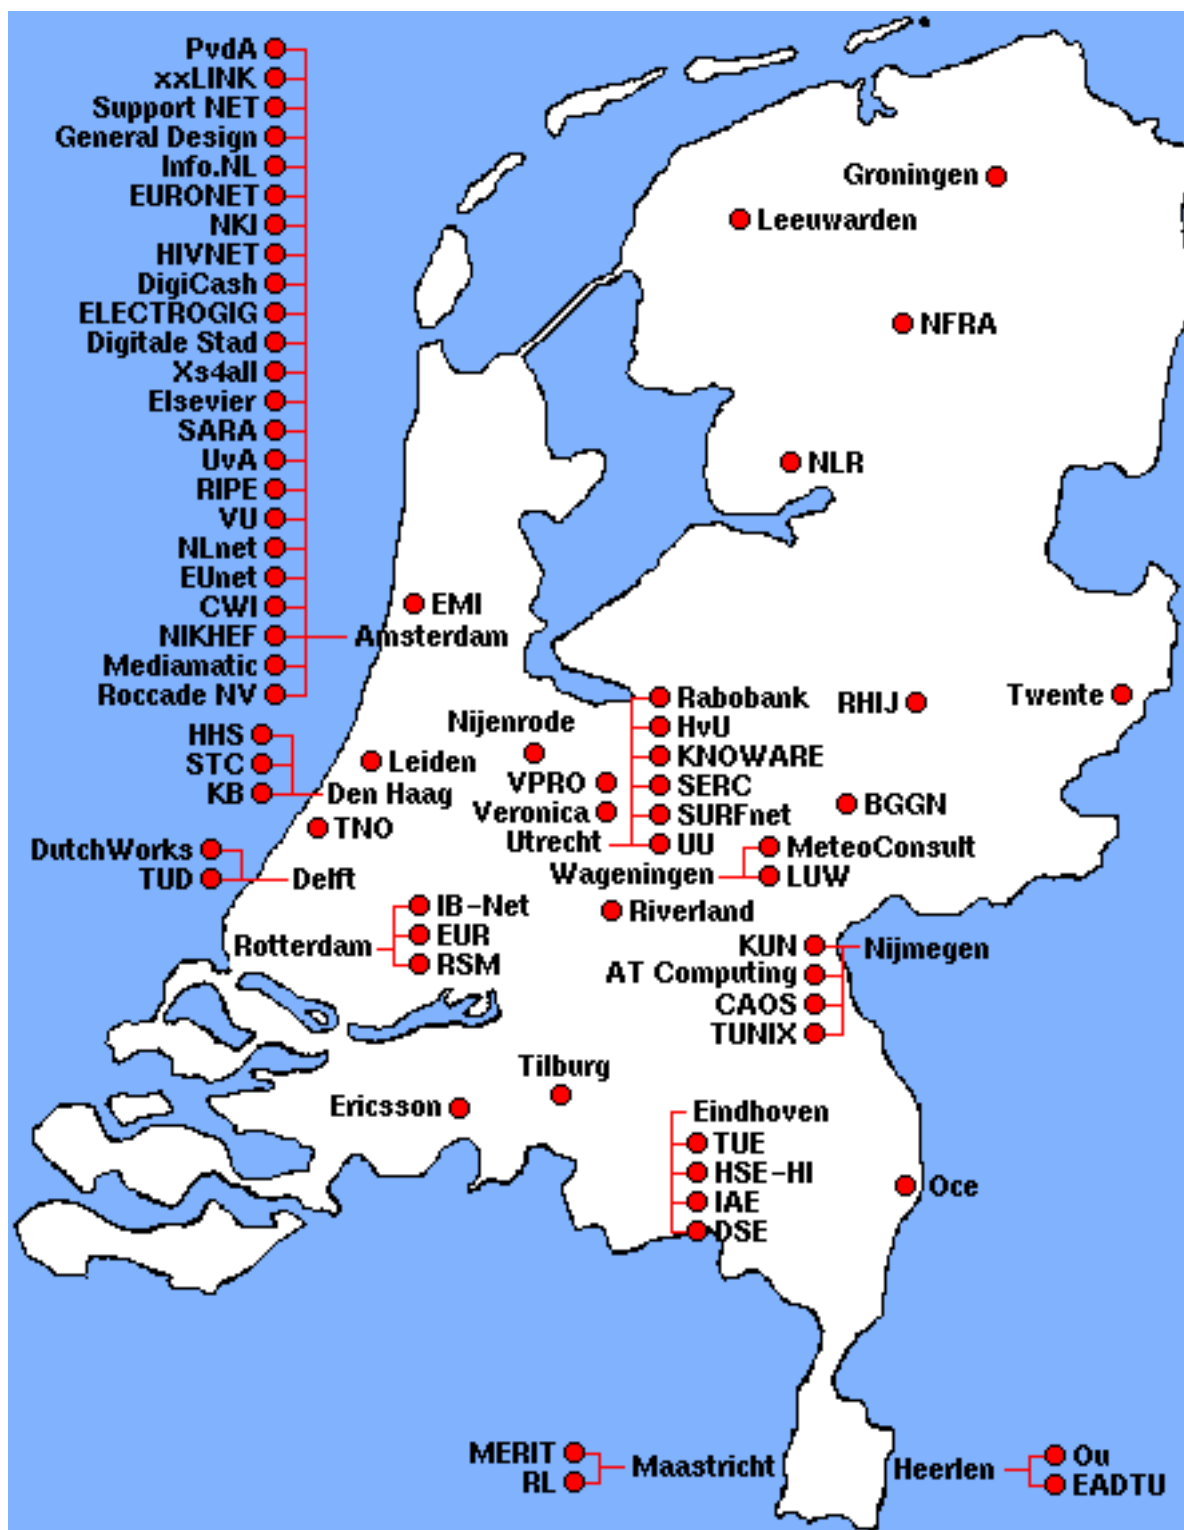 PvdA
xxLINK
Support NET
General Design
Info.NL
EURONET
NKI
HIVNET
DigiCash
ELECTROGIG
Digitale Stad
Xs4all
Elsevier
SARA
UvA
RIPE
VU
NLnet
EUnet
CWI
NIKHEF
Mediamatic
Roccade NV
Amsterdam
Groningen
Leeuwarden
NFRA
NLR
EMI
HHS
STC
KB
Den Haag
Leiden
TNO
DutchWorks
TUD
Delft
Nijenrode
VPRO
Veronica
Utrecht
Rabobank
HvU
KNOWARE
SERC
SURFnet
UU
RHIJ
Twente
BGGN
Wageningen
MeteoConsult
LUW
Rotterdam
IB-Net
EUR
RSM
Riverland
KUN
Nijmegen
AT Computing
CAOS
TUNIX
Tilburg
Ericsson
Eindhoven
TUE
HSE-HI
IAE
DSE
Oce
MERIT
RL
Maastricht
Heerlen
Ou
EADTU